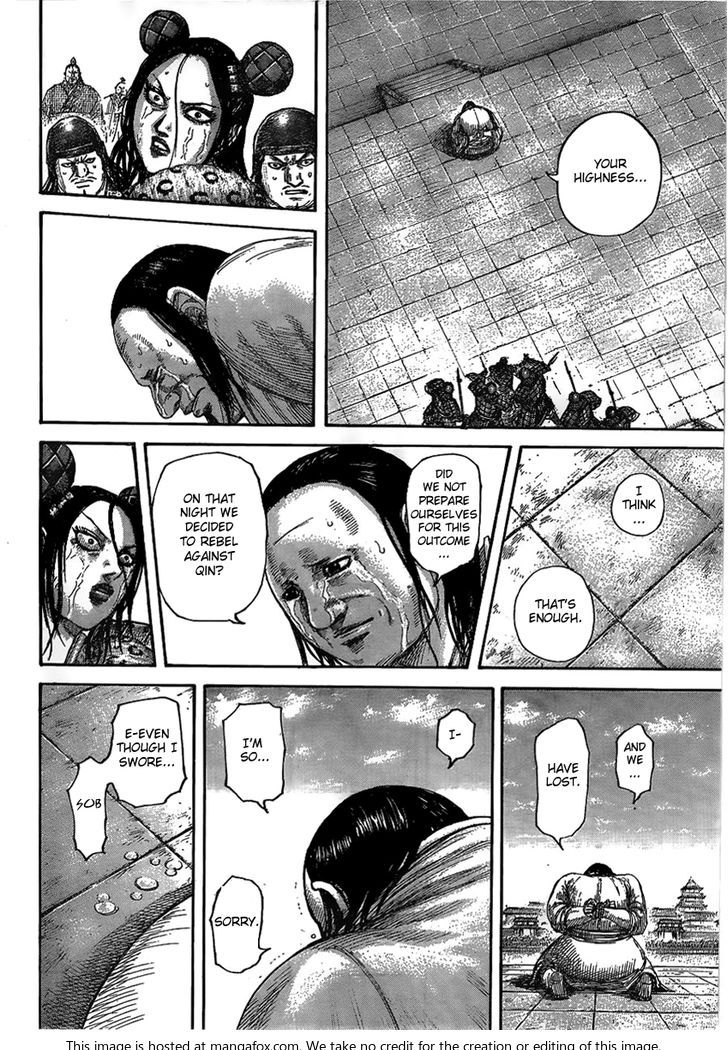 YOUR
HIGHNESS...
I
THINK
...
THAT'S
ENOUGH.
DID
WE NOT
PREPARE
OURSELVES
FOR THIS
OUTCOME
...
ON THAT
NIGHT WE
DECIDED
TO REBEL
AGAINST
QIN?
AND
WE
...
HAVE
LOST.
I-
I'M
SO...
SORRY.
E-EVEN
THOUGH I
SWORE...
SOB
This image is hosted at mangafox.com. We take no credit for the creation or editing of this image.